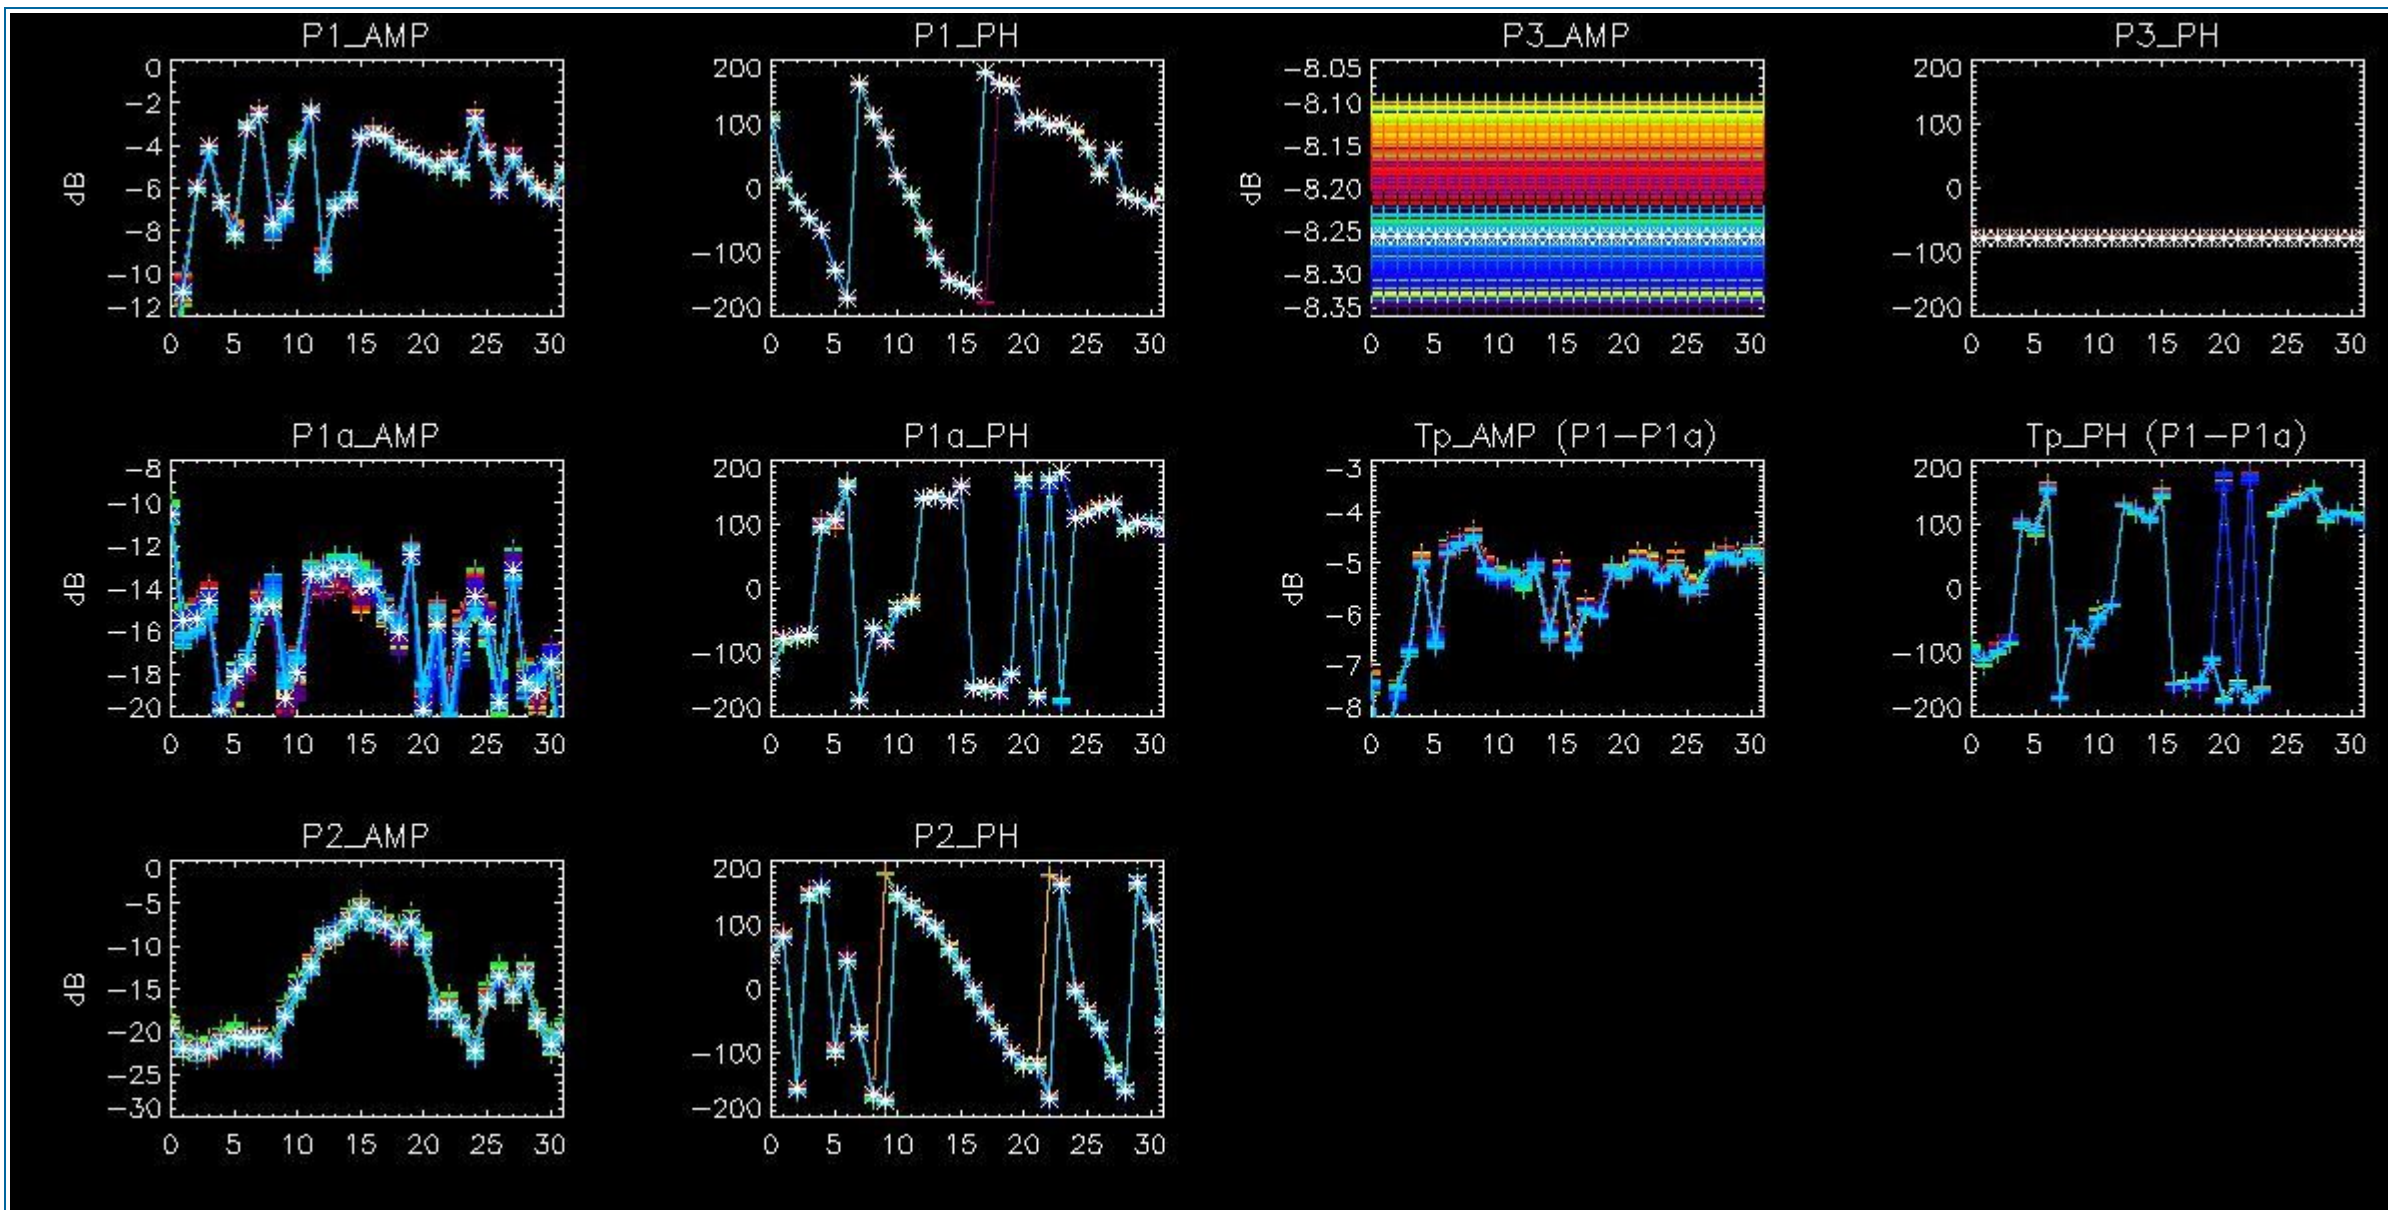 P1_AMP P1_PH P3_AMP P3_PH
0 200 -8.05 200
-2 100 -8.10 100
-4 0 -8.15 0
-6 -100 -8.20 -100
-8 -200 -8.25 -200
-10 -8.30
-12 -8.35
dB dB
0 5 10 15 20 25 30 0 5 10 15 20 25 30 0 5 10 15 20 25 30 0 5 10 15 20 25 30
P1a_AMP P1a_PH Tp_AMP (P1-P1a) Tp_PH (P1-P1a)
-8 200 -3 200
-10 100 -4 100
-12 0 -5 0
-14 -100 -6 -100
-16 -200 -7 -200
-18 -8
-20
dB dB
0 5 10 15 20 25 30 0 5 10 15 20 25 30 0 5 10 15 20 25 30 0 5 10 15 20 25 30
P2_AMP P2_PH
0 200
-5 100
-10 0
-15 -100
-20 -200
-25
-30
dB
0 5 10 15 20 25 30 0 5 10 15 20 25 30